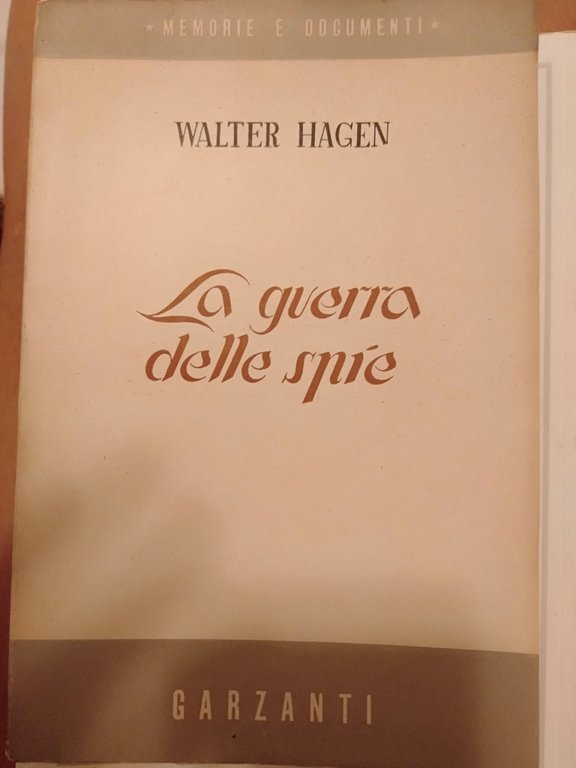 * MEMORIE E DOCUMENTI *
WALTER HAGEN
La guerra
delle spie
GARZANTI